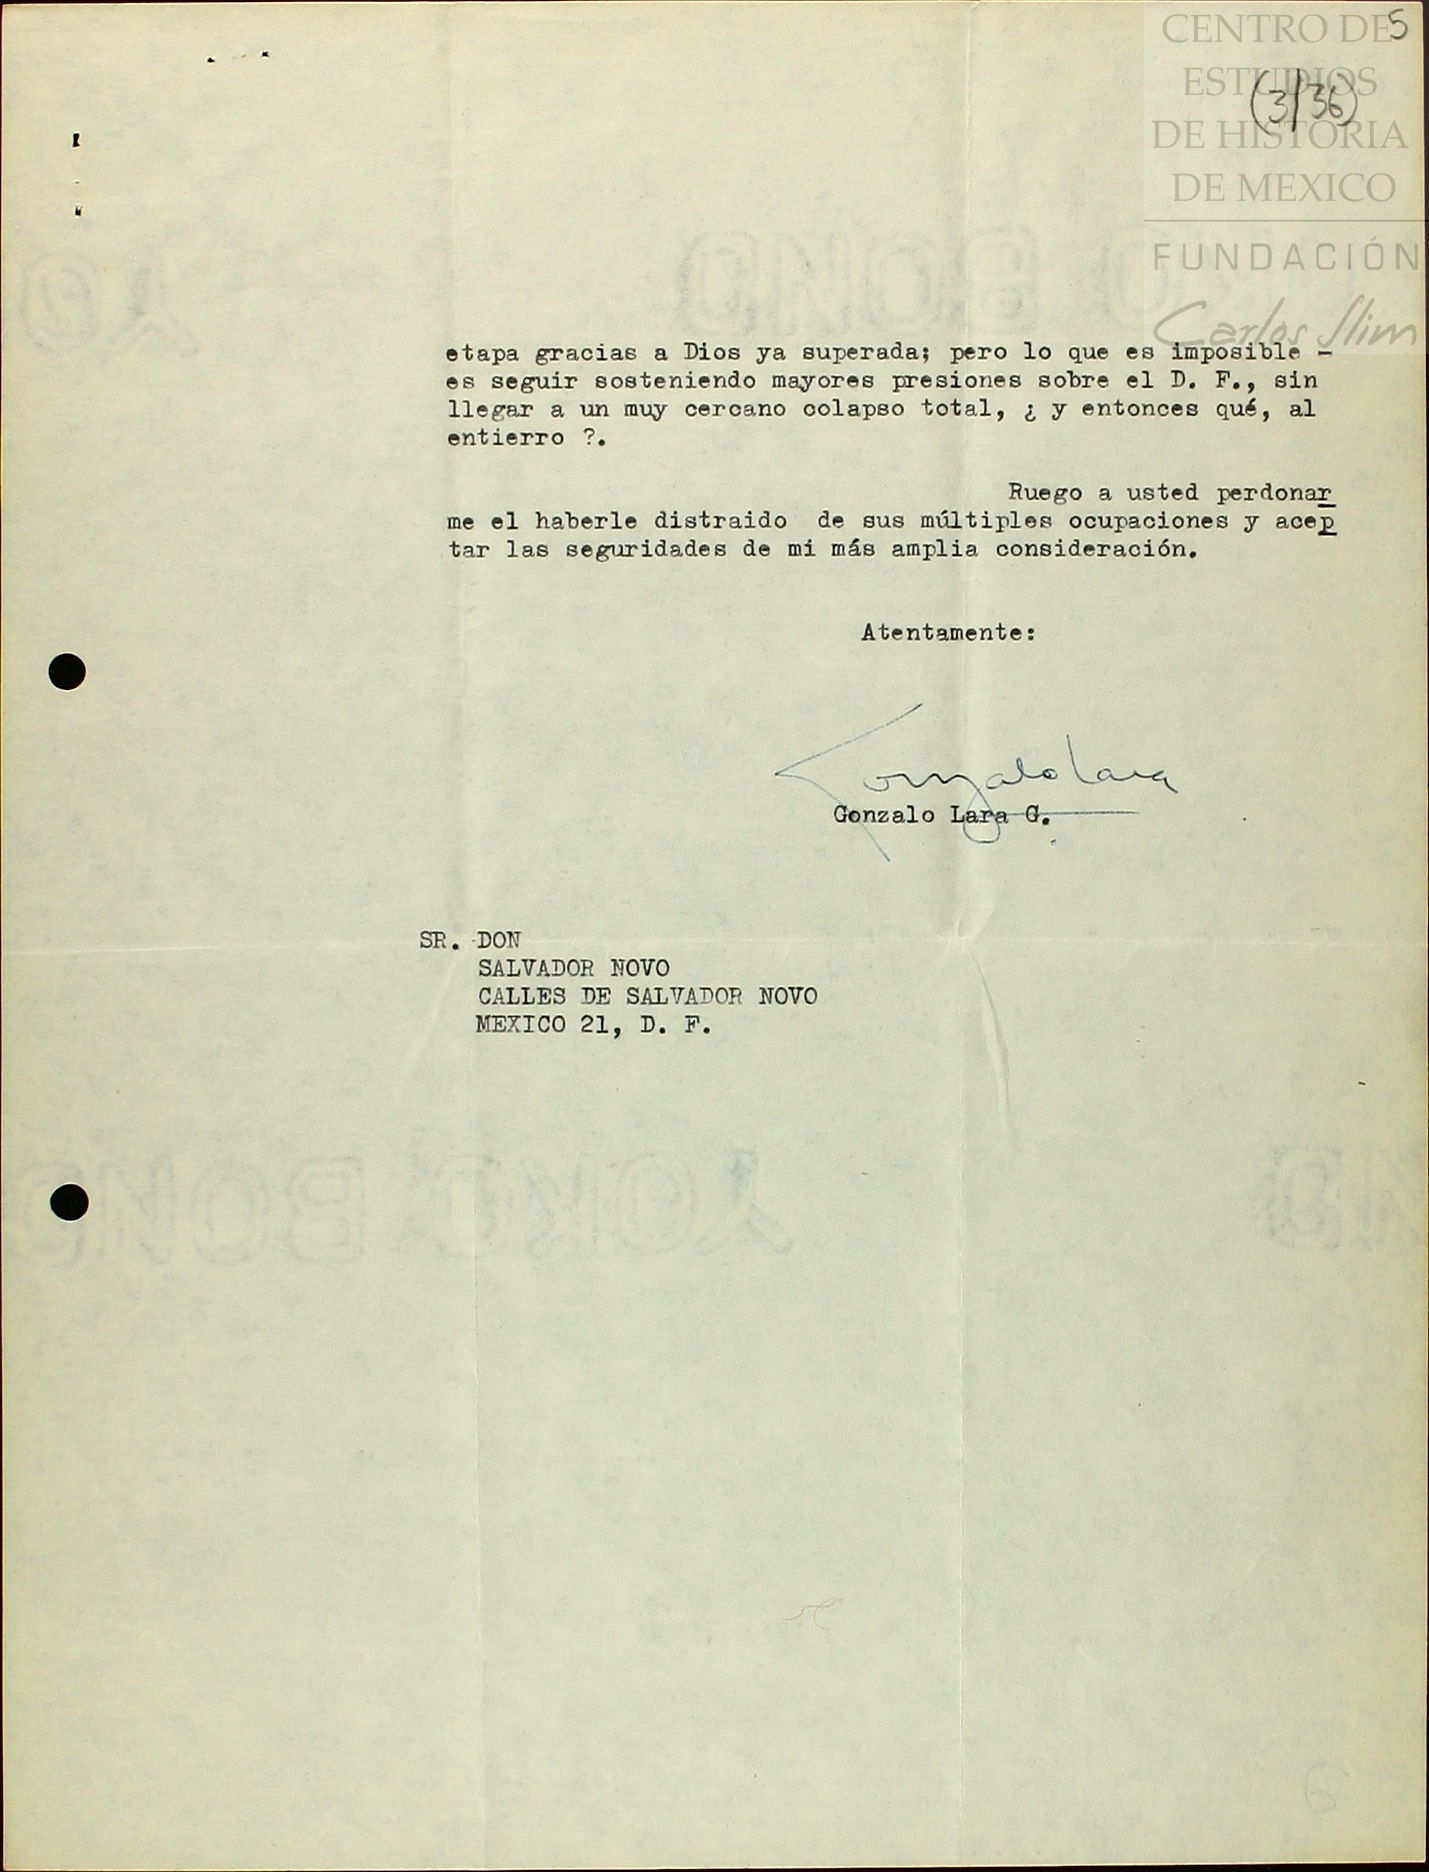 CENTRO DE
5
ESTUDIOS
(3/36)
DE HISTORIA
DE MEXICO
FUNDACIÓN
Carlos Slim
etapa gracias a Dios ya superada; pero lo que es imposible -
es seguir sosteniendo mayores presiones sobre el D. F., sin
llegar a un muy cercano colapso total, ¿ y entonces qué, al
entierro ?.
Ruego a usted perdonar
me el haberle distraido de sus múltiples ocupaciones y acep
tar las seguridades de mi más amplia consideración.
Atentamente:
Gonzalo Lara
Gonzalo Lara G.
SR. DON
SALVADOR NOVO
CALLES DE SALVADOR NOVO
MEXICO 21, D. F.
6